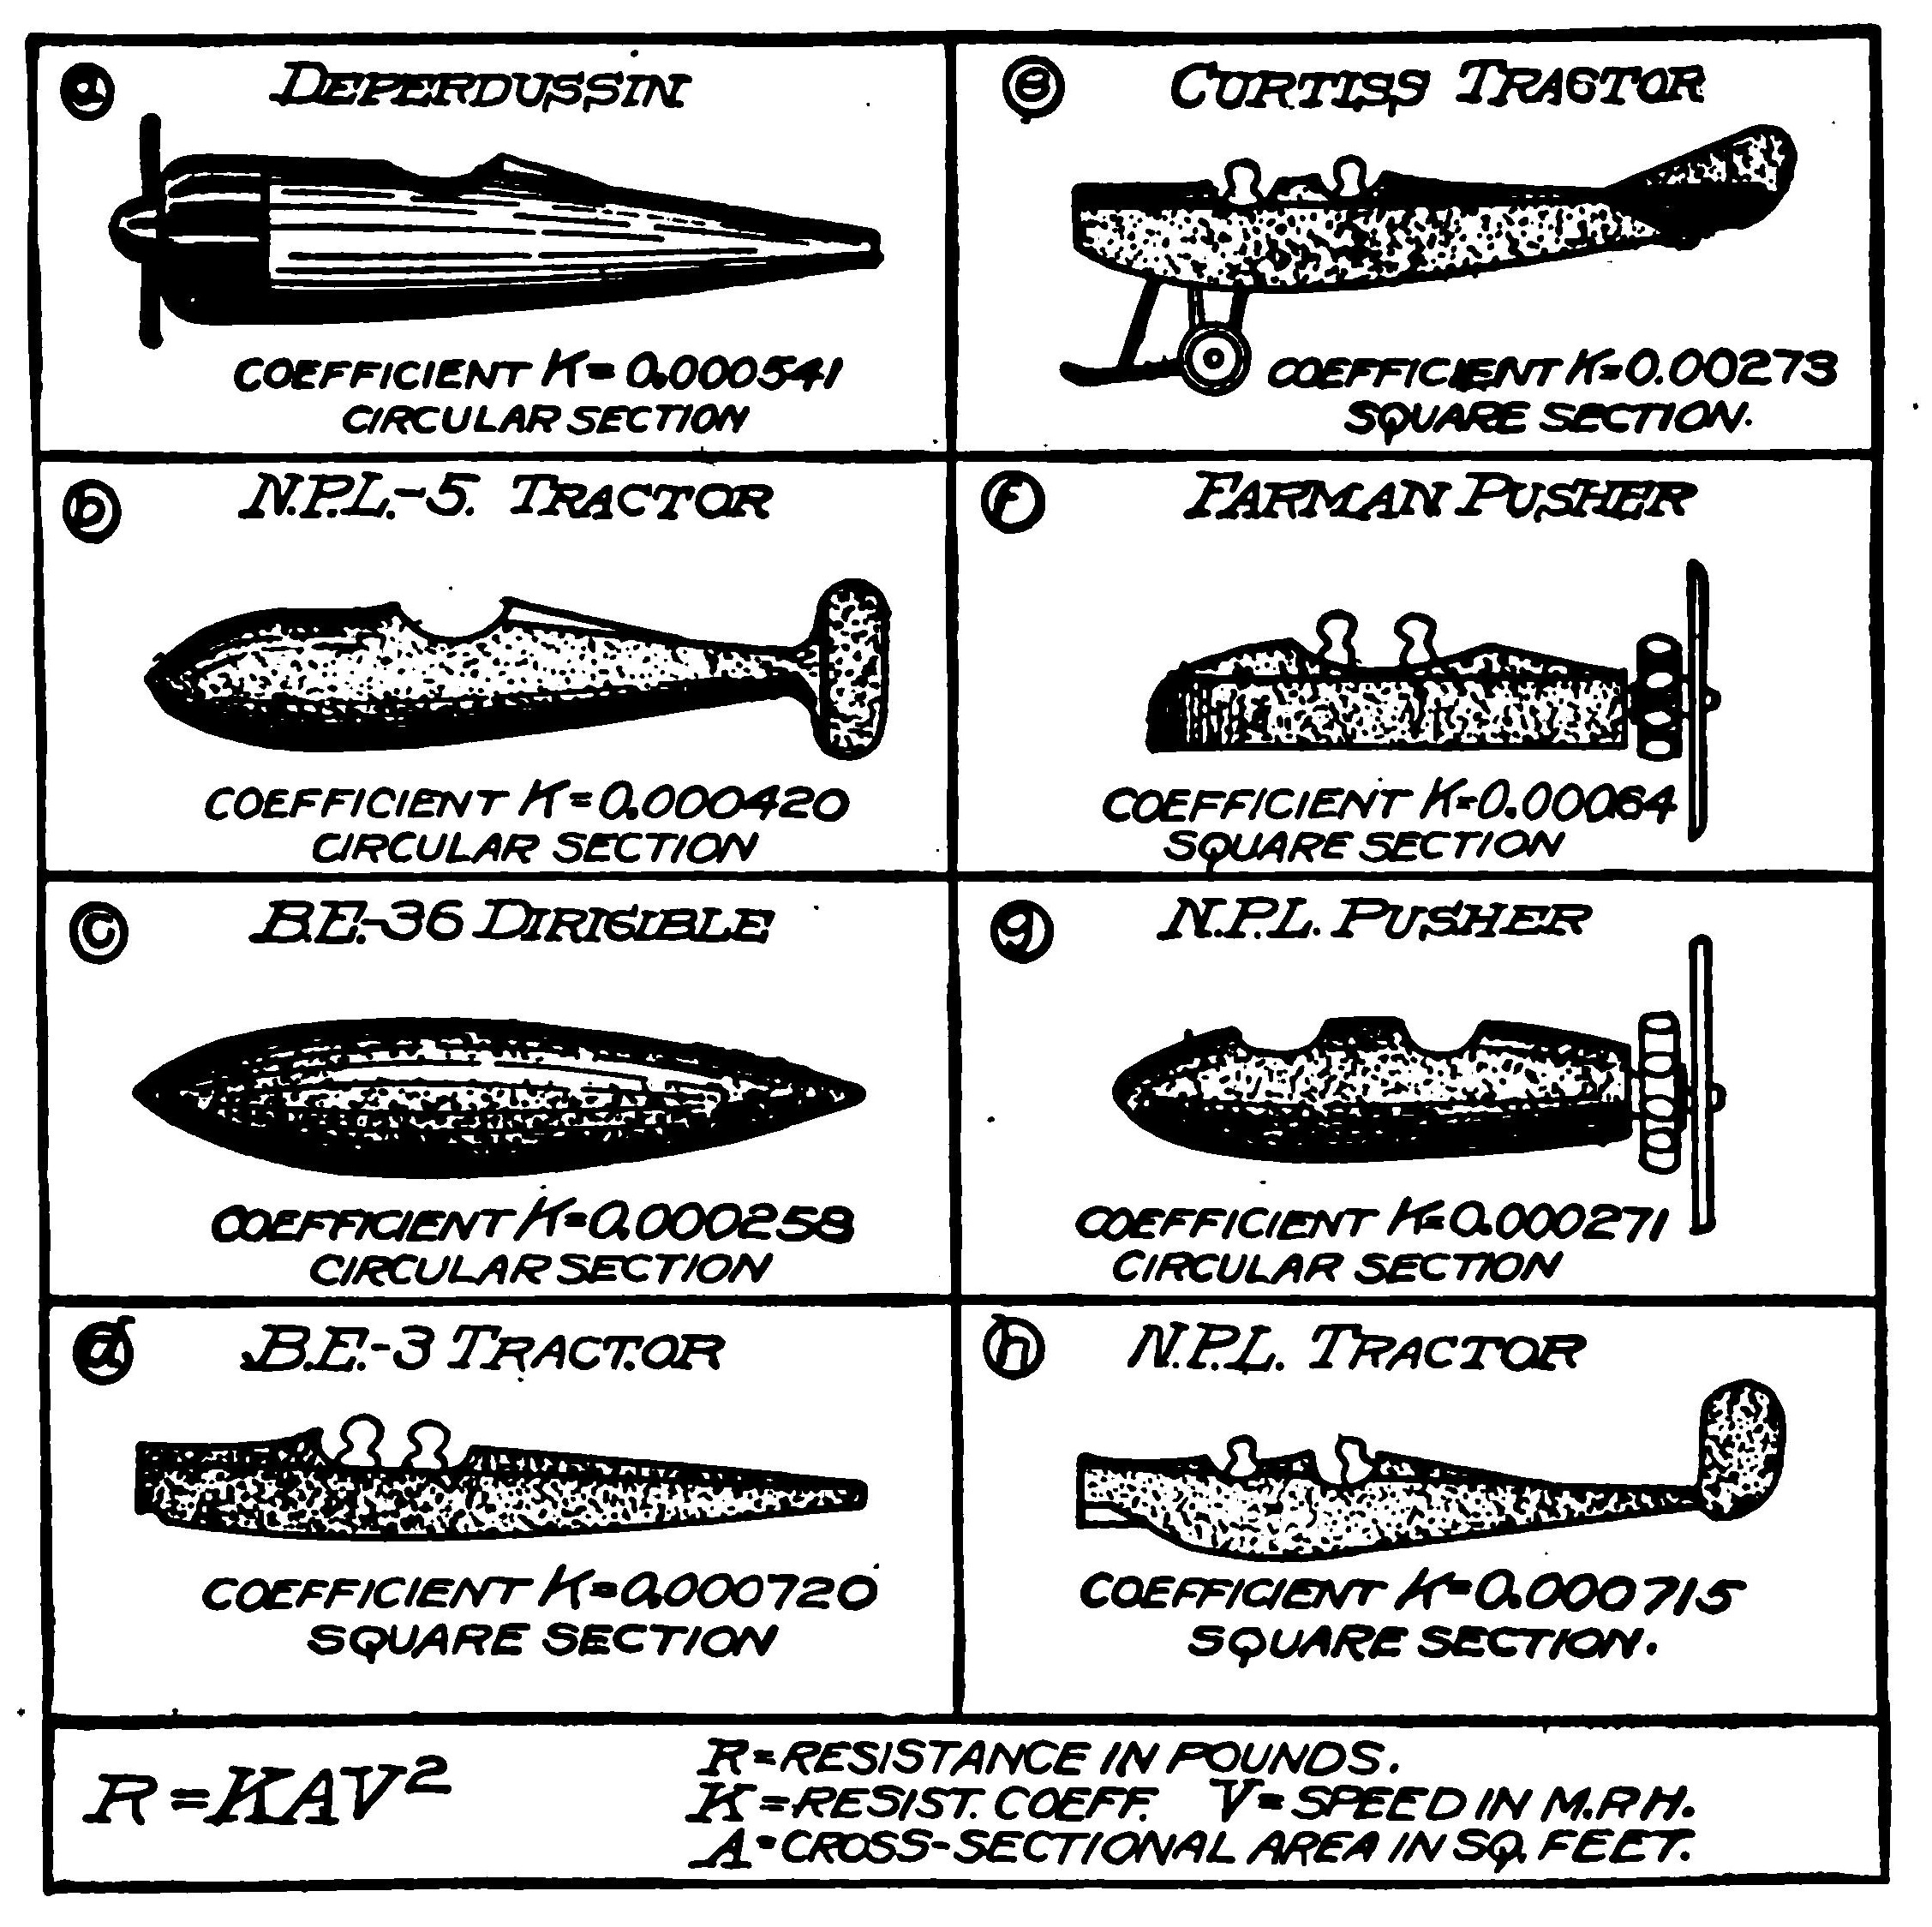 a DEPERDUSSIN
COEFFICIENT K=0.000541
CIRCULAR SECTION
b N.P.L.-5. TRACTOR
COEFFICIENT K=0.000420
CIRCULAR SECTION
c B.E.-36 DIRIGIBLE
COEFFICIENT K=0.000258
CIRCULAR SECTION
d B.E.-3 TRACTOR
COEFFICIENT K=0.000720
SQUARE SECTION
e CURTISS TRACTOR
COEFFICIENT K=0.00273
SQUARE SECTION.
f FARMAN PUSHER
COEFFICIENT K=0.00064
SQUARE SECTION
g N.P.L. PUSHER
COEFFICIENT K=0.000271
CIRCULAR SECTION
h N.P.L. TRACTOR
COEFFICIENT K=0.000715
SQUARE SECTION.
R=KAV²
R=RESISTANCE IN POUNDS.
K=RESIST. COEFF. V=SPEED IN M.P.H.
A=CROSS-SECTIONAL AREA IN SQ. FEET.